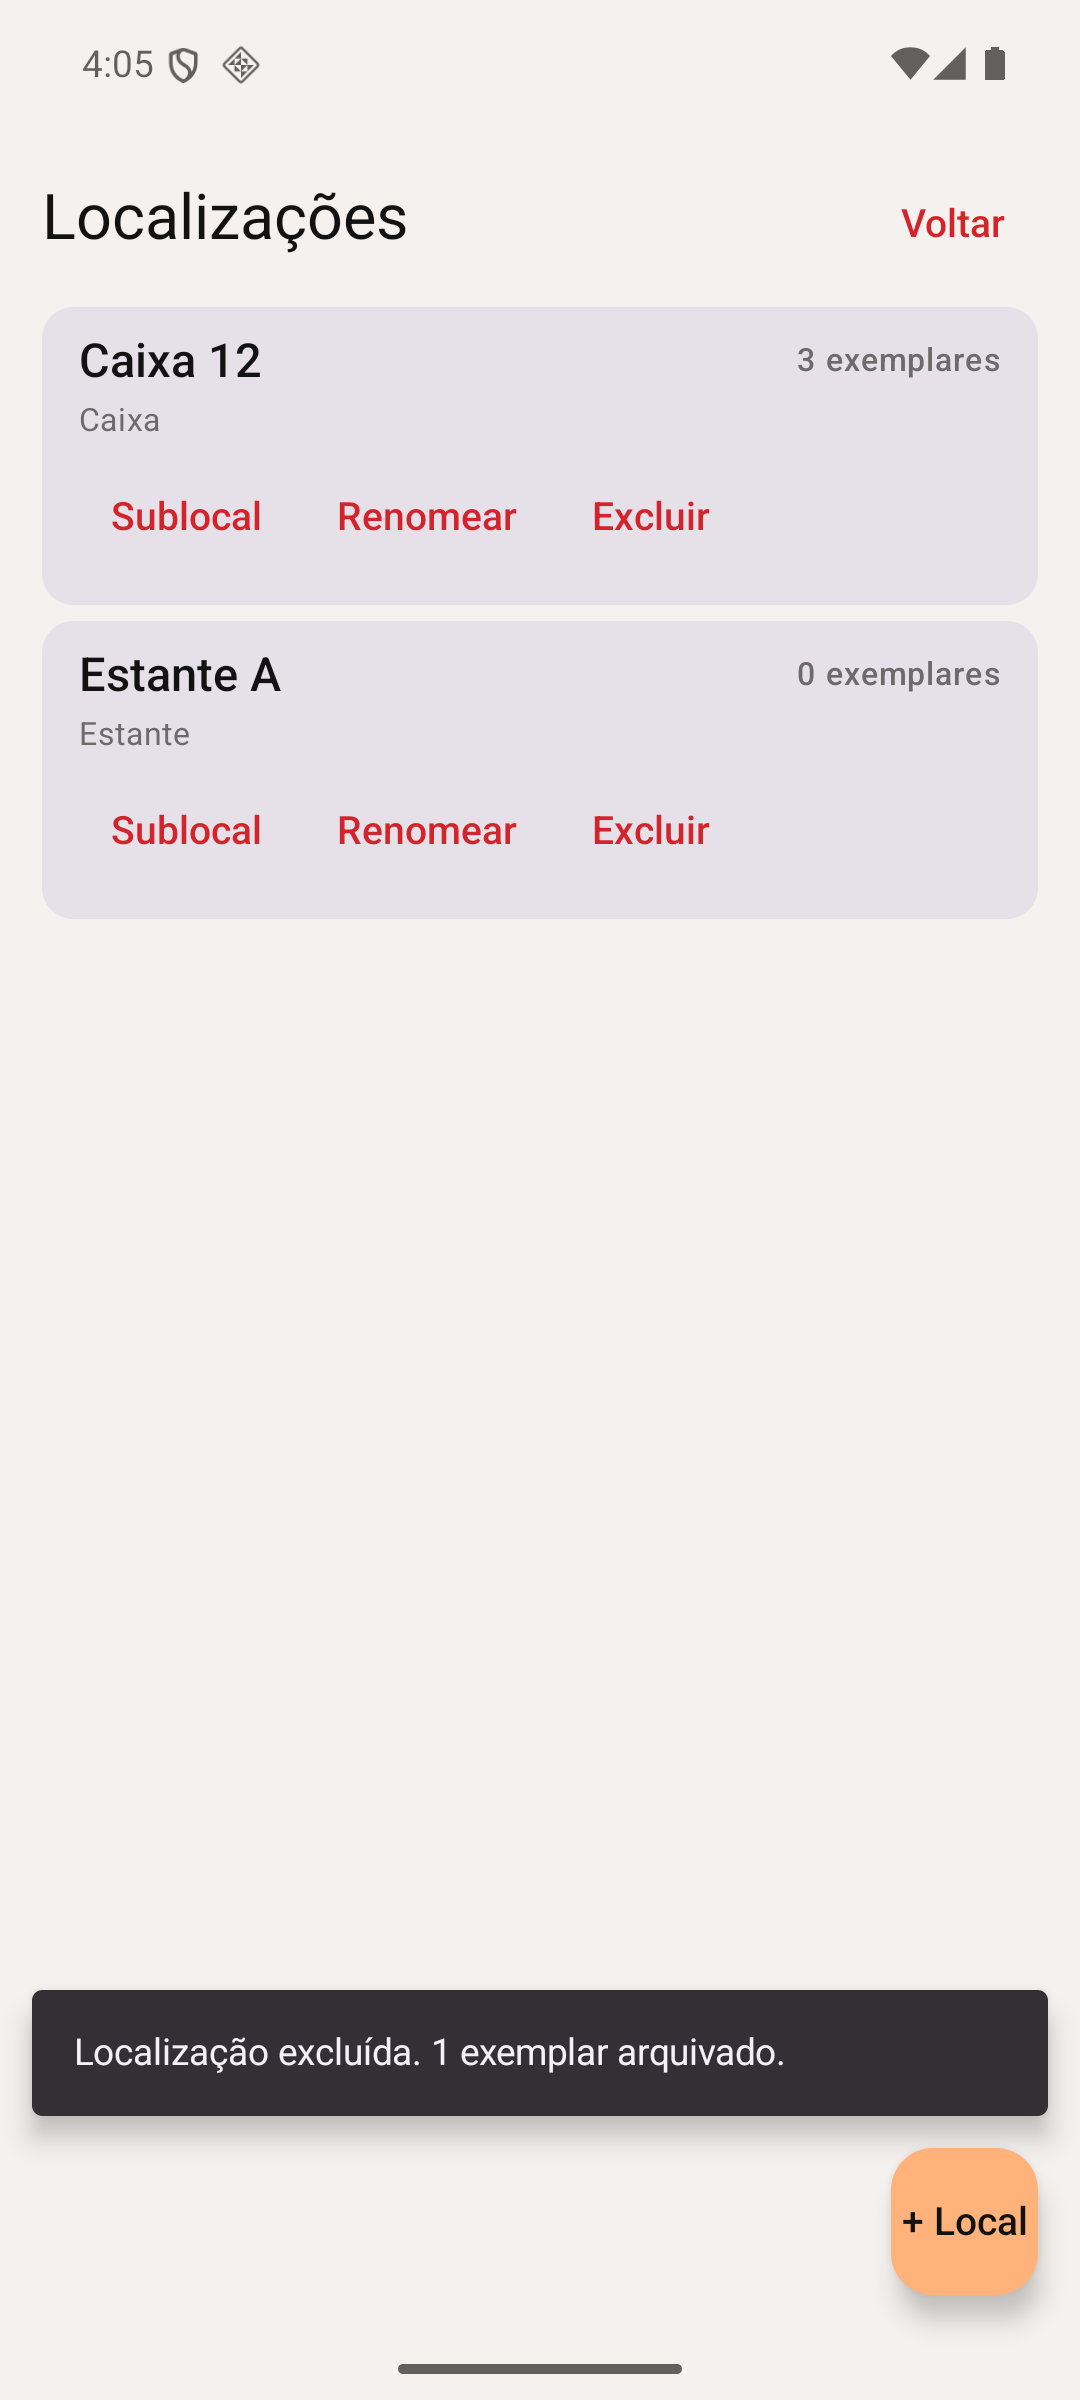 4:05
Localizações
Voltar
Caixa 12
3 exemplares
Caixa
Sublocal Renomear Excluir
Estante A
0 exemplares
Estante
Sublocal Renomear Excluir
Localização excluída. 1 exemplar arquivado.
+ Local